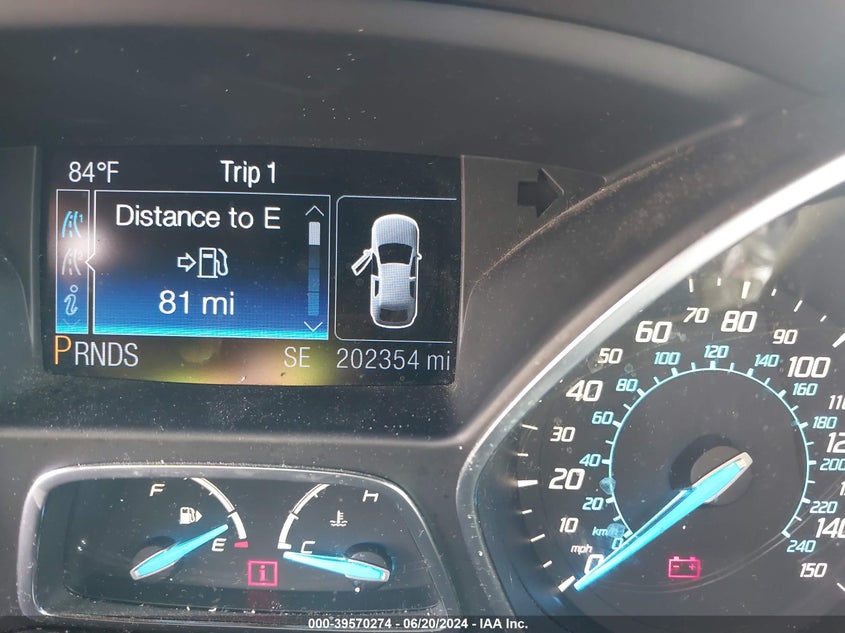 84°F Trip 1
Distance to E
81 mi
PRNDS SE 202354 mi
F
E
H
C
i
mph
0 10 20 30 40 50 60 70 80 90 100 140 150
km/h
0 20 40 60 80 100 120 140 160 180 200 220 240
000-39570274 - 06/20/2024 - IAA Inc.